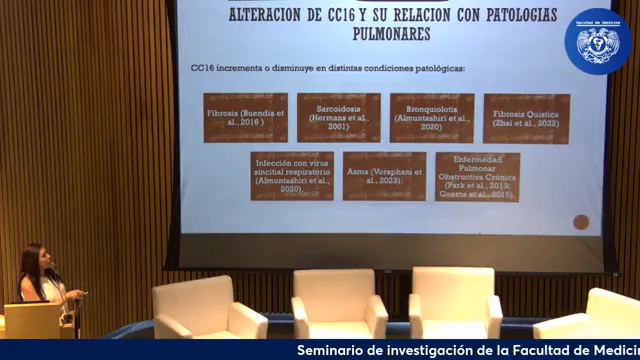 ALTERACION DE CC16 Y SU RELACION CON PATOLOGIAS
PULMONARES
CC16 incrementa o disminuye en distintas condiciones patológicas:
Fibrosis (Buendia et
al., 2016 )
Sarcoidosis
(Hermans et al.,
2001)
Bronquiolotis
(Almuntashiri et al.,
2020)
Fibrosis Quistica
(Zhai et al., 2022)
Infección con virus
sincitial respiratorio
(Almuntashiri et al.,
2020).
Asma (Voraphani et
al., 2023).
Enfermedad
Pulmonar
Obstructiva Crónica
(Park et al., 2013;
Guerra et al., 2015).
facultad de Medicina
Seminario de investigación de la Facultad de Medicin